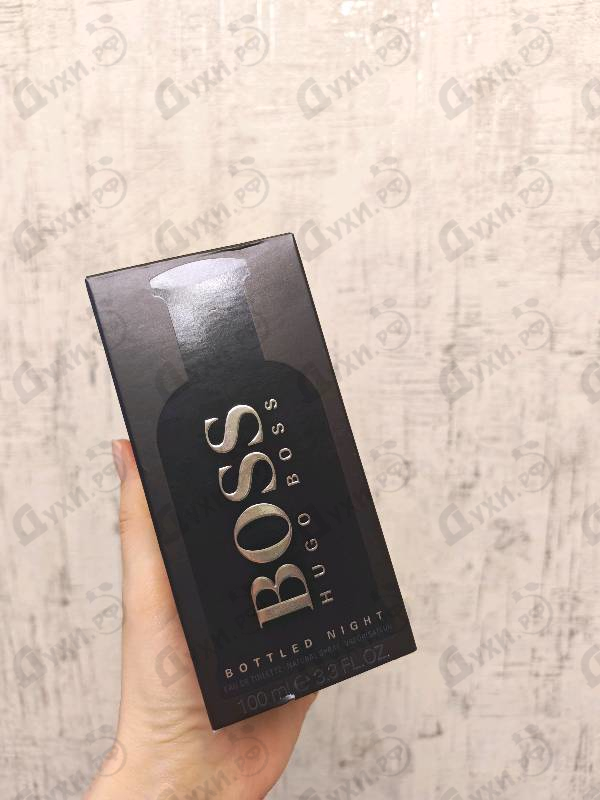 BOSS
HUGO BOSS
BOTTLED NIGHT
EAU DE TOILETTE NATURAL SPRAY VAPORISATEUR
100 ml e 3.3 FL.OZ.
Духи.РФ